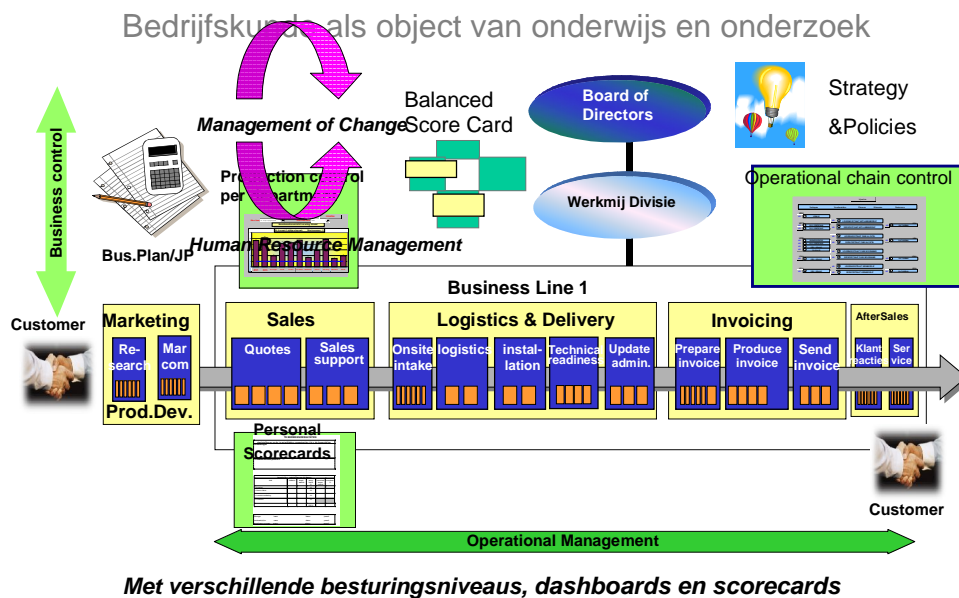 Bedrijfskunde als object van onderwijs en onderzoek
Management of Change
Balanced
Score Card
Board of
Directors
Strategy
&Policies
Business control
Production control
per department
Operational chain control
Werkmij Divisie
Human Resource Management
Bus.Plan/JP
Business Line 1
Customer
Marketing
Sales
Logistics & Delivery
Invoicing
AfterSales
Re-
search
Mar
com
Quotes
Sales
support
Onsite
intake
logistics
instal-
lation
Technical
readiness
Update
admin.
Prepare
invoice
Produce
invoice
Send
invoice
Klant
reacties
Ser
vice
Prod.Dev.
Personal
Scorecards
Customer
Operational Management
Met verschillende besturingsniveaus, dashboards en scorecards